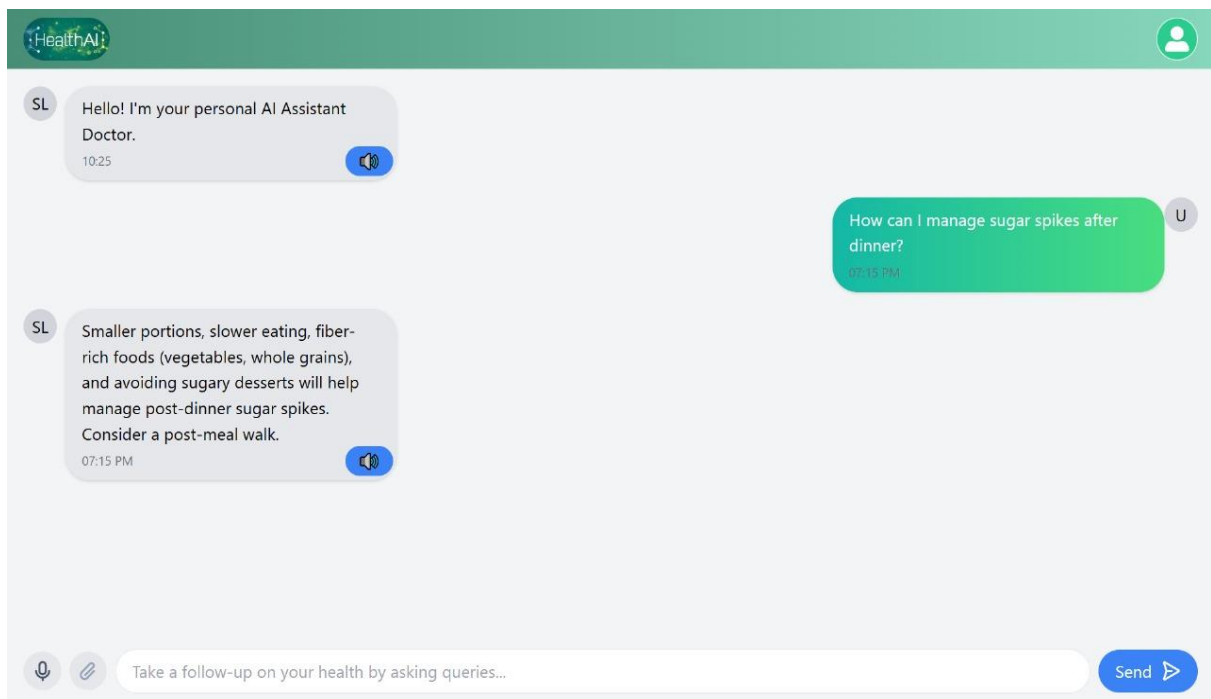 HealthAI
SL
Hello! I'm your personal AI Assistant
Doctor.
10:25
How can I manage sugar spikes after
dinner?
07:15 PM
U
SL
Smaller portions, slower eating, fiber-
rich foods (vegetables, whole grains),
and avoiding sugary desserts will help
manage post-dinner sugar spikes.
Consider a post-meal walk.
07:15 PM
Take a follow-up on your health by asking queries...
Send